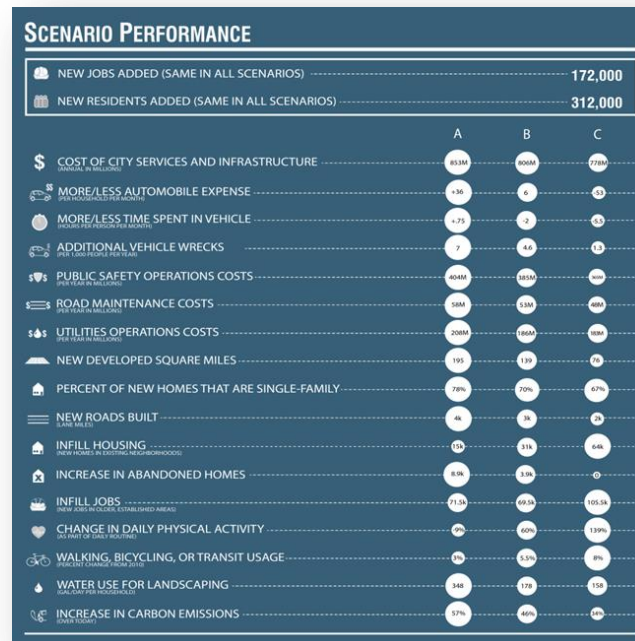 SCENARIO PERFORMANCE
NEW JOBS ADDED (SAME IN ALL SCENARIOS) 172,000
NEW RESIDENTS ADDED (SAME IN ALL SCENARIOS) 312,000
A B C
$ COST OF CITY SERVICES AND INFRASTRUCTURE 853M 806M 778M
(ANNUAL IN MILLIONS)
$$ MORE/LESS AUTOMOBILE EXPENSE +36 6 -53
(PER HOUSEHOLD PER MONTH)
MORE/LESS TIME SPENT IN VEHICLE +.75 -2 -5.5
(HOURS PER PERSON PER MONTH)
ADDITIONAL VEHICLE WRECKS 7 4.6 1.3
(PER 1,000 PEOPLE PER YEAR)
$ $ PUBLIC SAFETY OPERATIONS COSTS 404M 385M
(PER YEAR IN MILLIONS)
$ $ ROAD MAINTENANCE COSTS 58M 53M 48M
(PER YEAR IN MILLIONS)
$ $ UTILITIES OPERATIONS COSTS 208M 186M
(PER YEAR IN MILLIONS)
NEW DEVELOPED SQUARE MILES 195 139 76
PERCENT OF NEW HOMES THAT ARE SINGLE-FAMILY 78% 70% 67%
NEW ROADS BUILT 4k 3k 2k
(LANE MILES)
INFILL HOUSING 15k 31k 64k
(NEW HOMES IN EXISTING NEIGHBORHOODS)
INCREASE IN ABANDONED HOMES 8.9k 3.9k 0
INFILL JOBS 71.5k 69.5k 105.5k
(NEW JOBS IN OLDER, ESTABLISHED AREAS)
CHANGE IN DAILY PHYSICAL ACTIVITY -9% 60% 139%
(AS PART OF DAILY ROUTINE)
WALKING, BICYCLING, OR TRANSIT USAGE 3% 5.5% 8%
(PERCENT CHANGE FROM 2010)
WATER USE FOR LANDSCAPING 348 178 158
(GAL/DAY PER HOUSEHOLD)
INCREASE IN CARBON EMISSIONS 57% 46% 34%
(OVER TODAY)